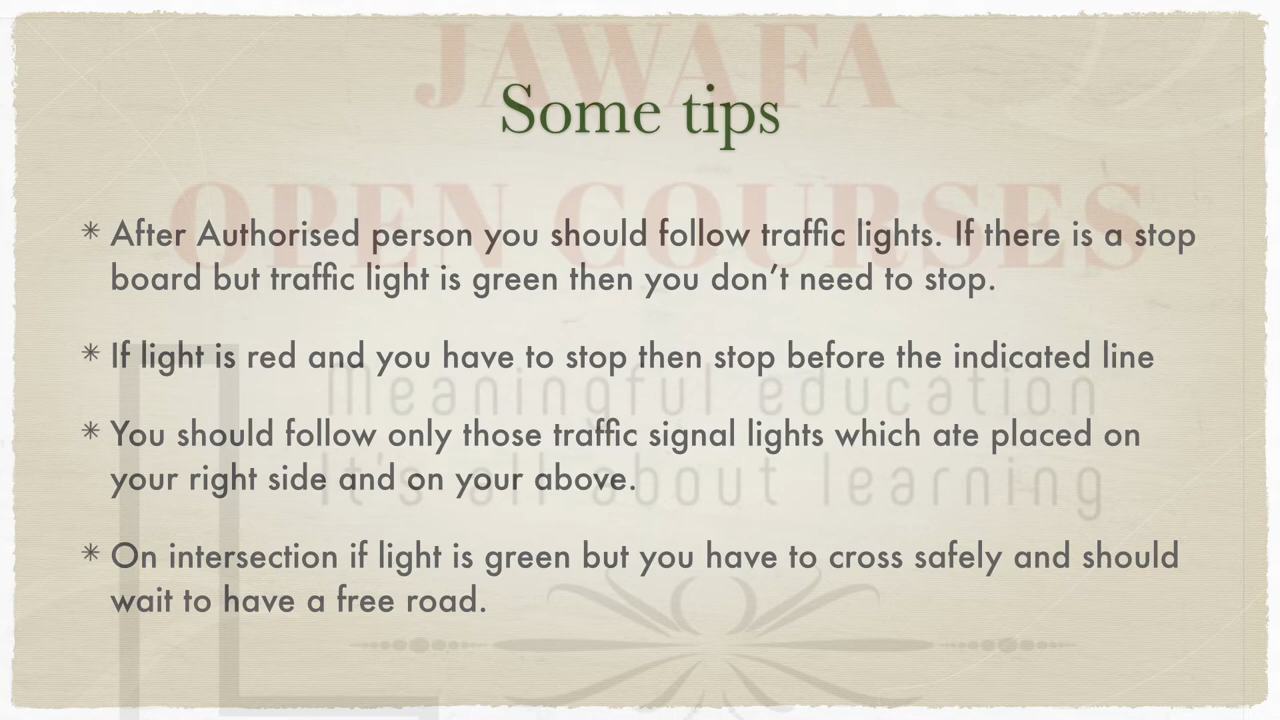 JAWAFA
Some tips
OPEN COURSES
* After Authorised person you should follow traffic lights. If there is a stop
board but traffic light is green then you don’t need to stop.
* If light is red and you have to stop then stop before the indicated line
Meaningful education
* You should follow only those traffic signal lights which ate placed on
your right side and on your above.
It's all about learning
* On intersection if light is green but you have to cross safely and should
wait to have a free road.